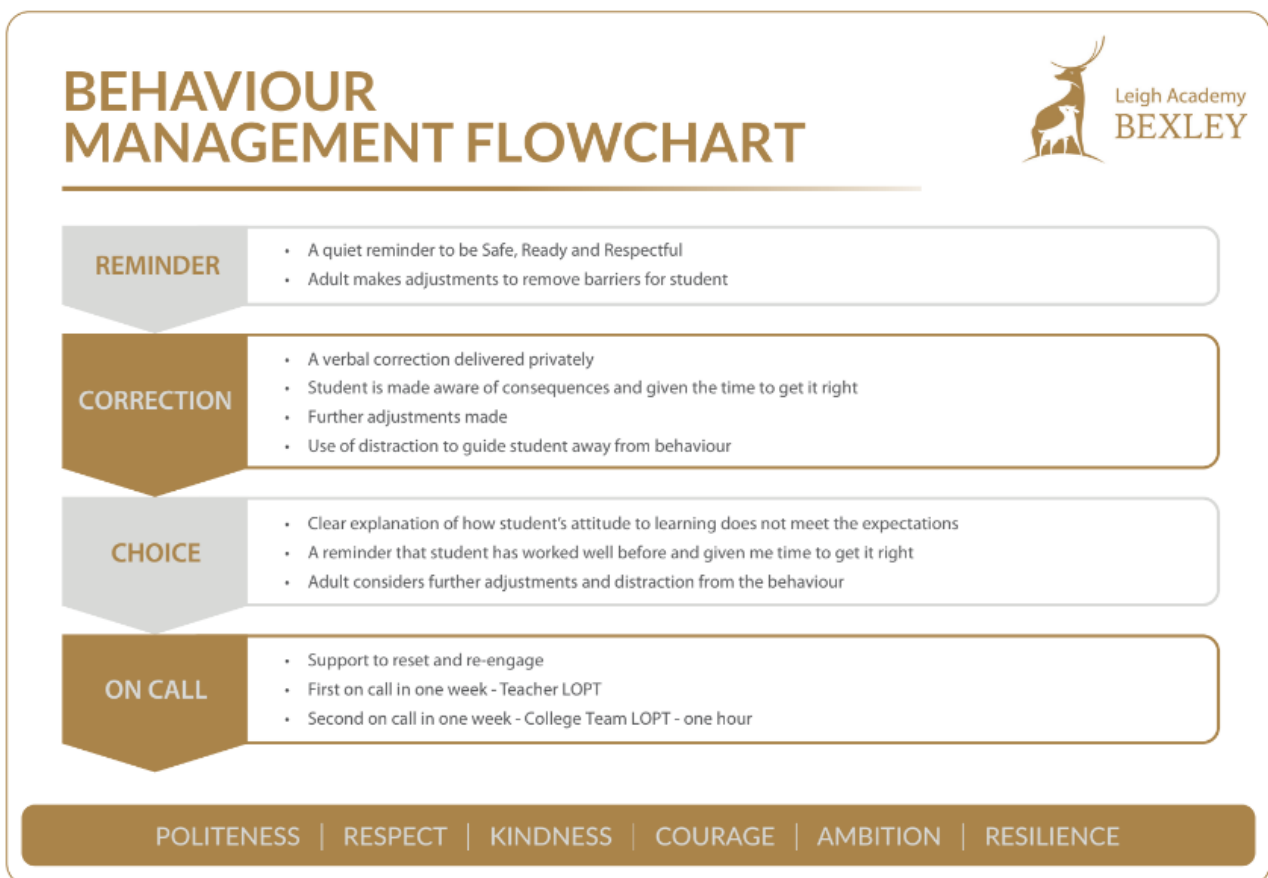 BEHAVIOUR
MANAGEMENT FLOWCHART
Leigh Academy
BEXLEY
REMINDER
• A quiet reminder to be Safe, Ready and Respectful
• Adult makes adjustments to remove barriers for student
CORRECTION
• A verbal correction delivered privately
• Student is made aware of consequences and given the time to get it right
• Further adjustments made
• Use of distraction to guide student away from behaviour
CHOICE
• Clear explanation of how student's attitude to learning does not meet the expectations
• A reminder that student has worked well before and given me time to get it right
• Adult considers further adjustments and distraction from the behaviour
ON CALL
• Support to reset and re-engage
• First on call in one week - Teacher LOPT
• Second on call in one week - College Team LOPT - one hour
POLITENESS | RESPECT | KINDNESS | COURAGE | AMBITION | RESILIENCE